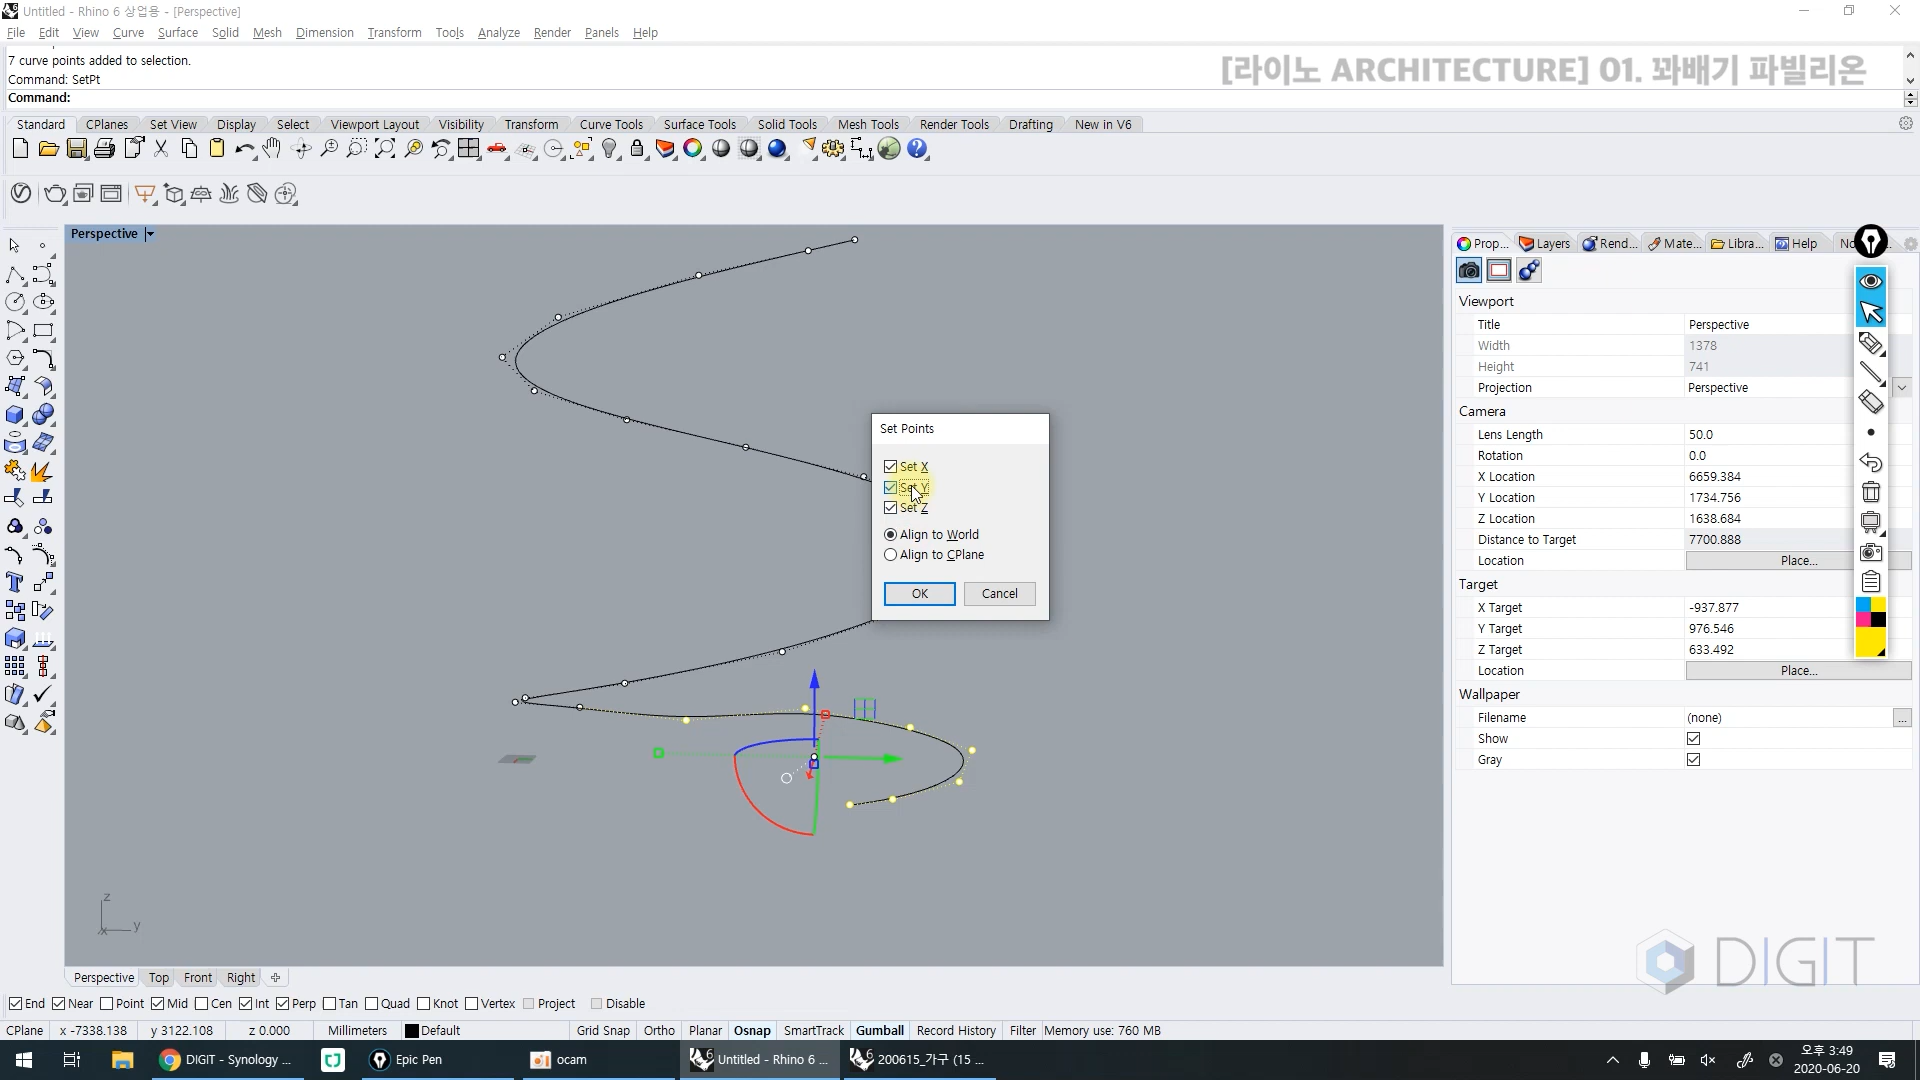 Untitled - Rhino 6 상업용 - [Perspective]
File Edit View Curve Surface Solid Mesh Dimension Transform Tools Analyze Render Panels Help
7 curve points added to selection.
Command: SetPt
Command:
[라이노 ARCHITECTURE] 01. 꽈배기 파빌리온
Standard CPlanes Set View Display Select Viewport Layout Visibility Transform Curve Tools Surface Tools Solid Tools Mesh Tools Render Tools Drafting New in V6
Perspective
Prop... Layers Rend... Mate... Libra... Help
Viewport
Title Perspective
Width 1378
Height 741
Projection Perspective
Camera
Lens Length 50.0
Rotation 0.0
X Location 6659.384
Y Location 1734.756
Z Location 1638.684
Distance to Target 7700.888
Location Place...
Target
X Target -937.877
Y Target 976.546
Z Target 633.492
Location Place...
Wallpaper
Filename (none) ...
Show
Gray
Set Points
Set X
Set Y
Set Z
Align to World
Align to CPlane
OK Cancel
z
x y
DIGIT
Perspective Top Front Right
End Near Point Mid Cen Int Perp Tan Quad Knot Vertex Project Disable
CPlane x -7338.138 y 3122.108 z 0.000 Millimeters Default Grid Snap Ortho Planar Osnap SmartTrack Gumball Record History Filter Memory use: 760 MB
DIGIT - Synology ... Epic Pen ocam Untitled - Rhino 6 ... 200615_가구 (15 ...
오후 3:49
2020-06-20